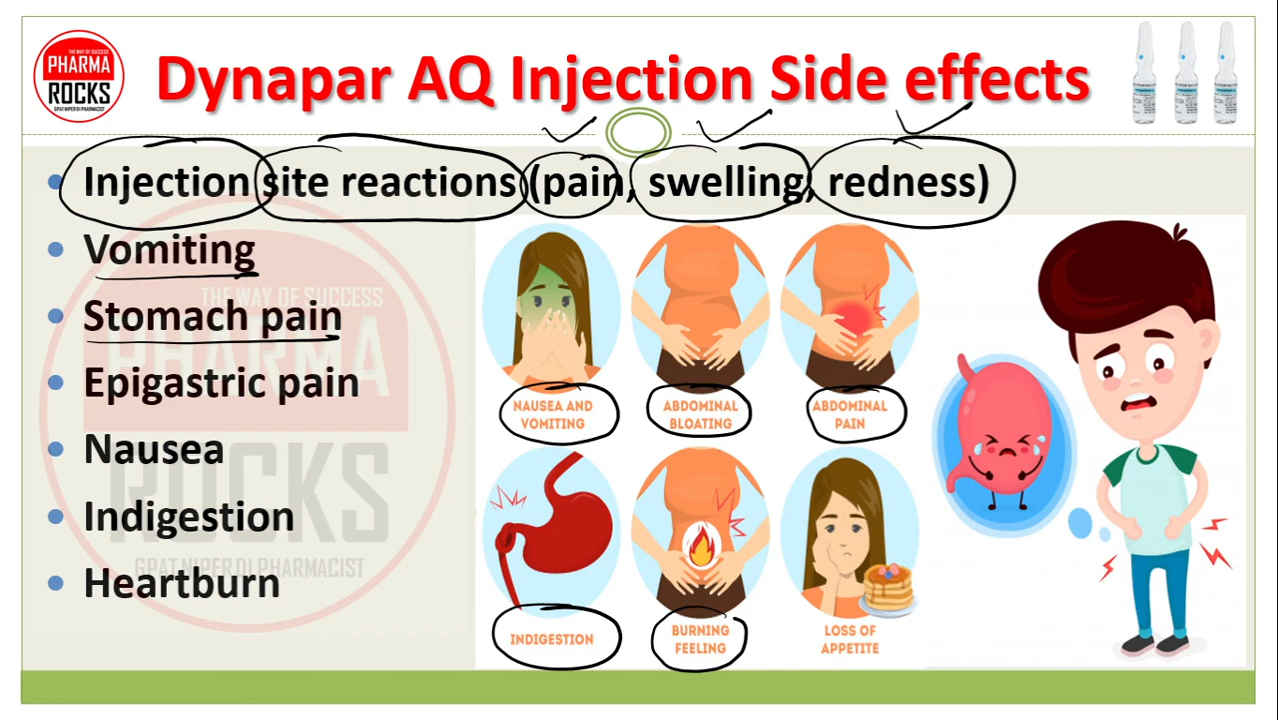 THE WAY OF SUCCESS
PHARMA
ROCKS
GPAT NIPER DI PHARMACIST
Dynapar AQ Injection Side effects
• Injection site reactions (pain, swelling, redness)
• Vomiting
• Stomach pain
• Epigastric pain
• Nausea
• Indigestion
• Heartburn
THE WAY OF SUCCESS
PHARMA
ROCKS
GPAT NIPER DI PHARMACIST
NAUSEA AND
VOMITING
ABDOMINAL
BLOATING
ABDOMINAL
PAIN
INDIGESTION
BURNING
FEELING
LOSS OF
APPETITE